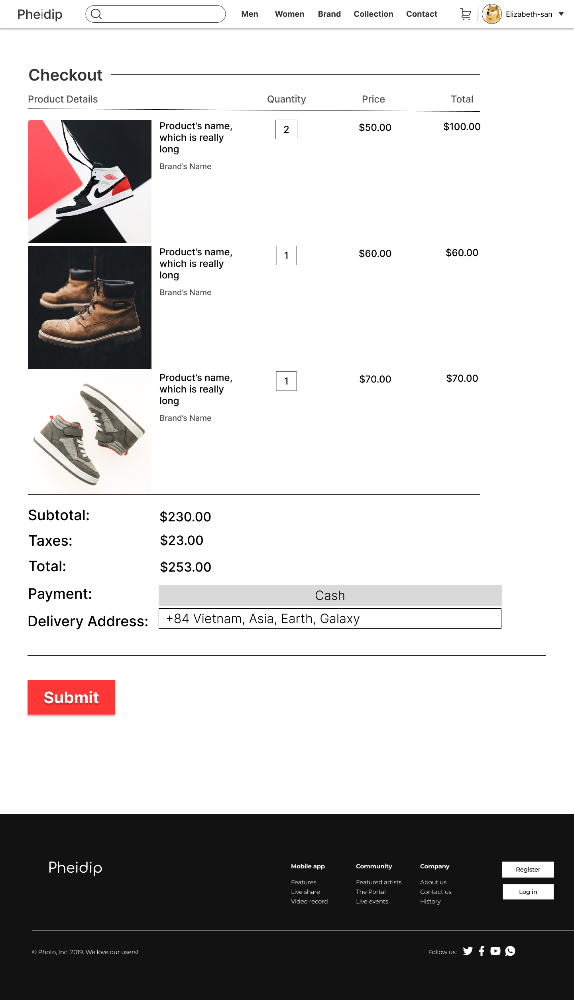 Pheidip
Men Women Brand Collection Contact Elizabeth-san
Checkout
Product Details Quantity Price Total
Product’s name, 2 $50.00 $100.00
which is really
long
Brand’s Name
Product’s name, 1 $60.00 $60.00
which is really
long
Brand’s Name
Product’s name, 1 $70.00 $70.00
which is really
long
Brand’s Name
Subtotal: $230.00
Taxes: $23.00
Total: $253.00
Payment: Cash
Delivery Address: +84 Vietnam, Asia, Earth, Galaxy
Submit
Pheidip
Mobile app
Features
Live share
Video record
Community
Featured artists
The Portal
Live events
Company
About us
Contact us
History
Register
Log in
© Photo, Inc. 2019. We love our users!
Follow us: